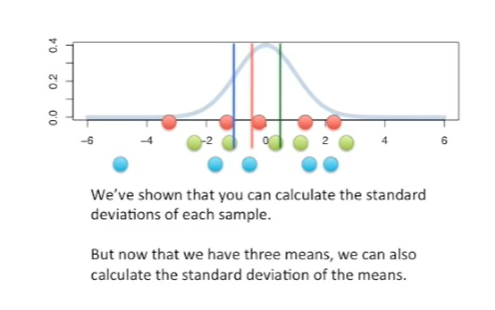 0.4
0.2
0.0
-6 -4 -2 0 2 4 6
We've shown that you can calculate the standard
deviations of each sample.
But now that we have three means, we can also
calculate the standard deviation of the means.